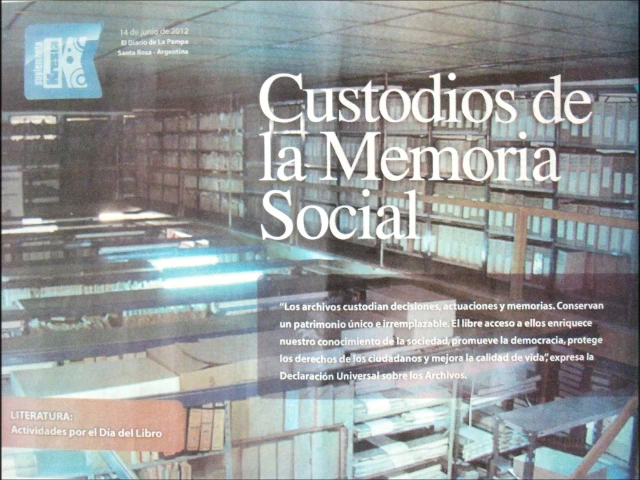 14 de junio de 2012
El Diario de La Pampa
Santa Rosa - Argentina
Custodios de
la Memoria
Social
"Los archivos custodian decisiones, actuaciones y memorias. Conservan
un patrimonio único e irremplazable. El libre acceso a ellos enriquece
nuestro conocimiento de la sociedad, promueve la democracia, protege
los derechos de los ciudadanos y mejora la calidad de vida", expresa la
Declaración Universal sobre los Archivos.
LITERATURA:
Actividades por el Día del Libro